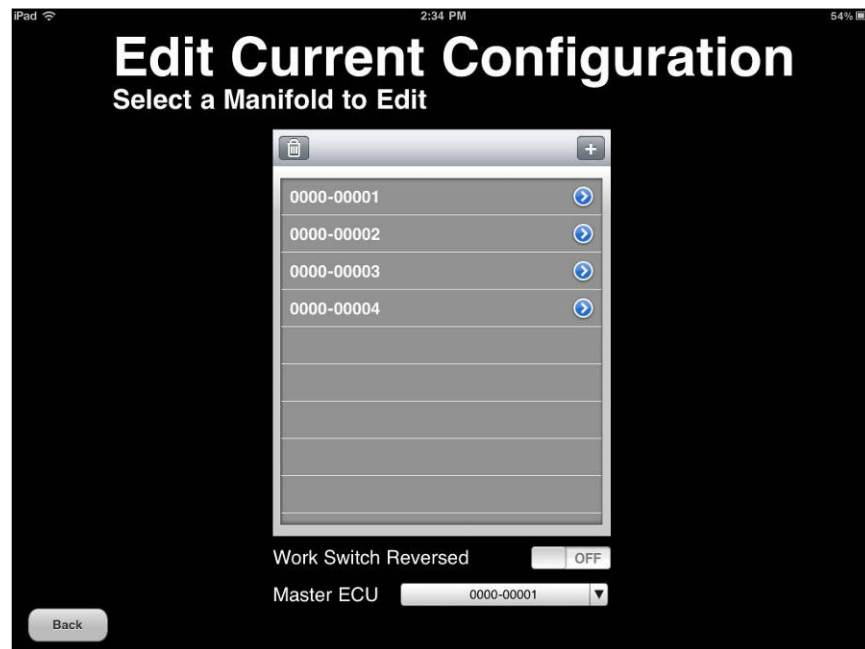 iPad 2:34 PM 54%
Edit Current Configuration
Select a Manifold to Edit
0000-00001
0000-00002
0000-00003
0000-00004
Work Switch Reversed OFF
Master ECU 0000-00001
Back